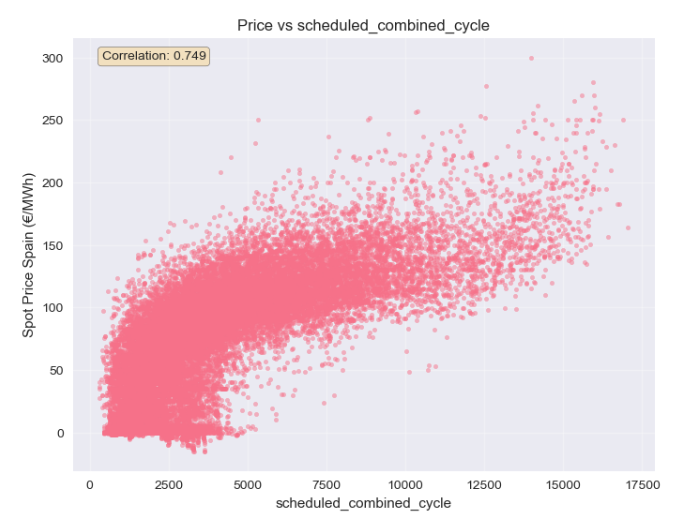 Price vs scheduled_combined_cycle
Correlation: 0.749
300
250
200
150
100
50
0
Spot Price Spain (€/MWh)
0 2500 5000 7500 10000 12500 15000 17500
scheduled_combined_cycle